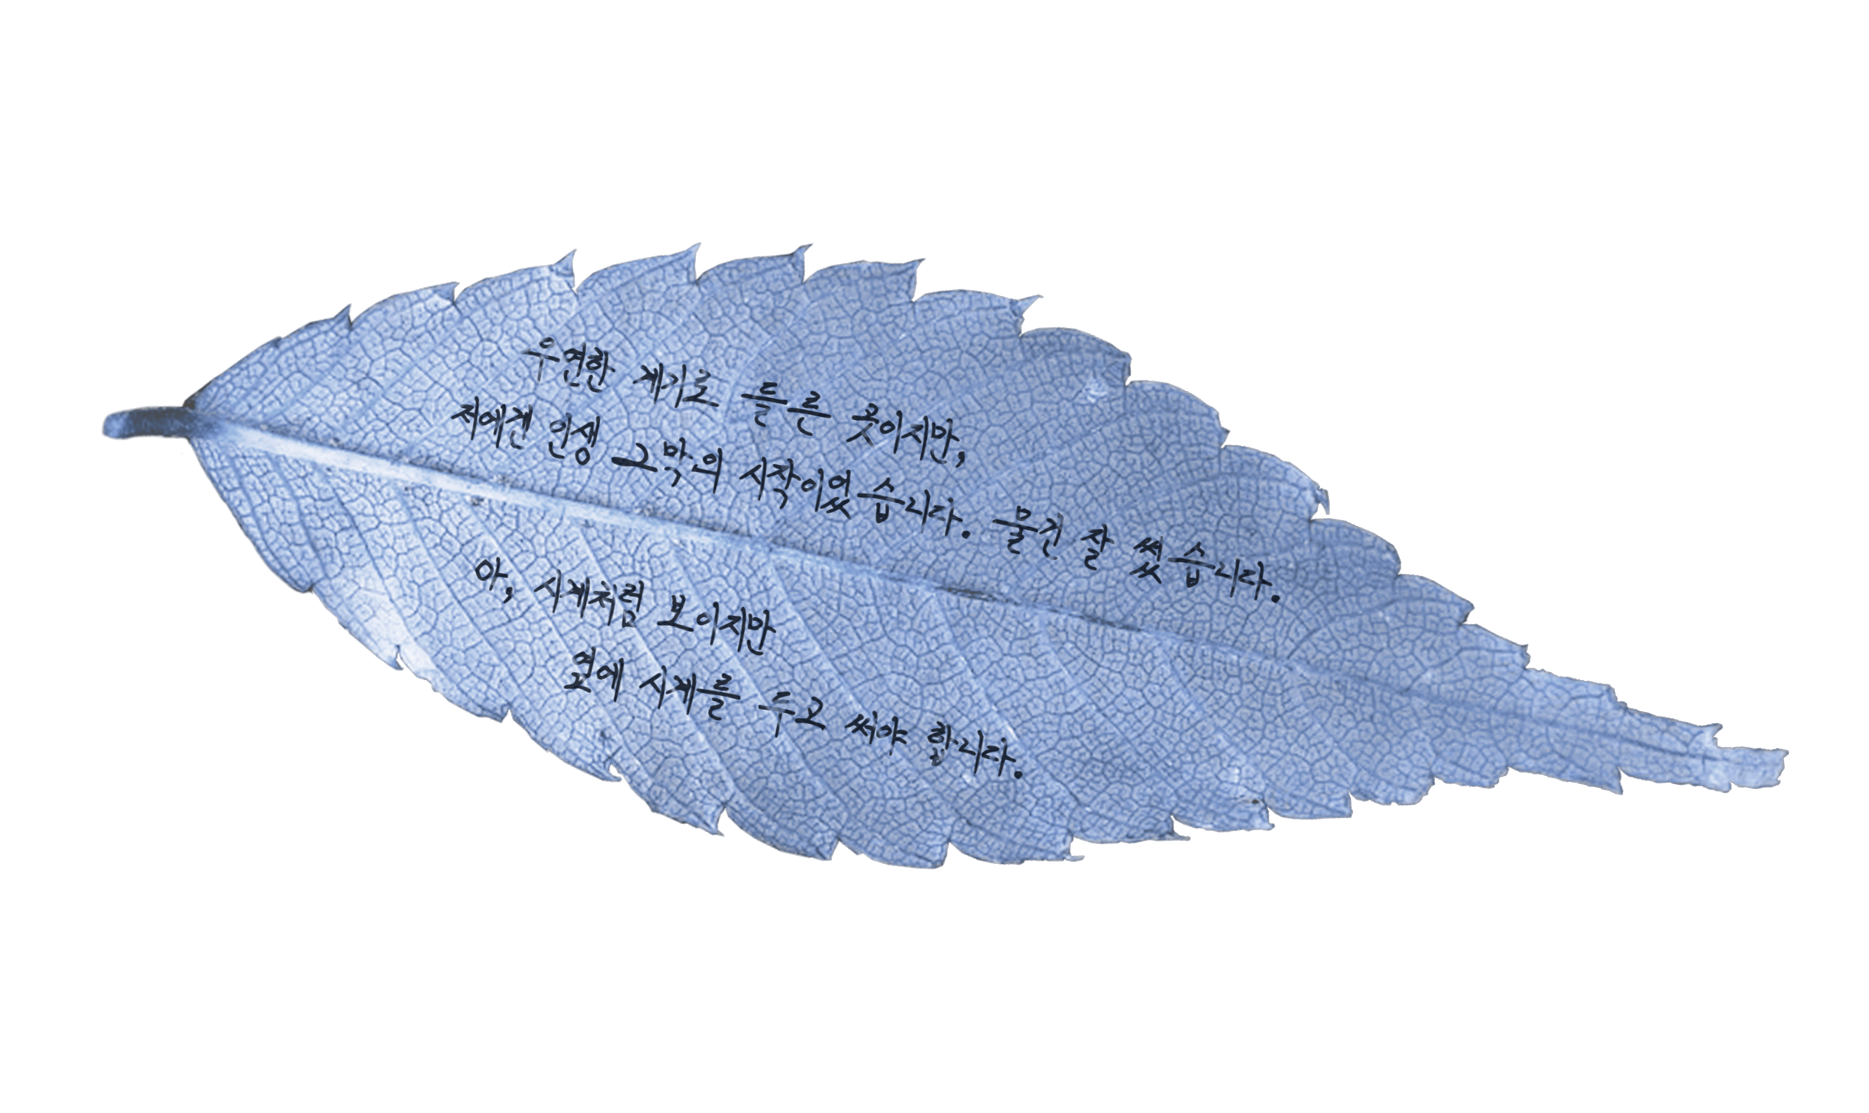 우연한 계기로 들른 곳이지만,
저에겐 인생 2막의 시작이었습니다. 물건 잘 썼습니다.
아, 시계처럼 보이지만
옆에 시계를 두고 써야 합니다.